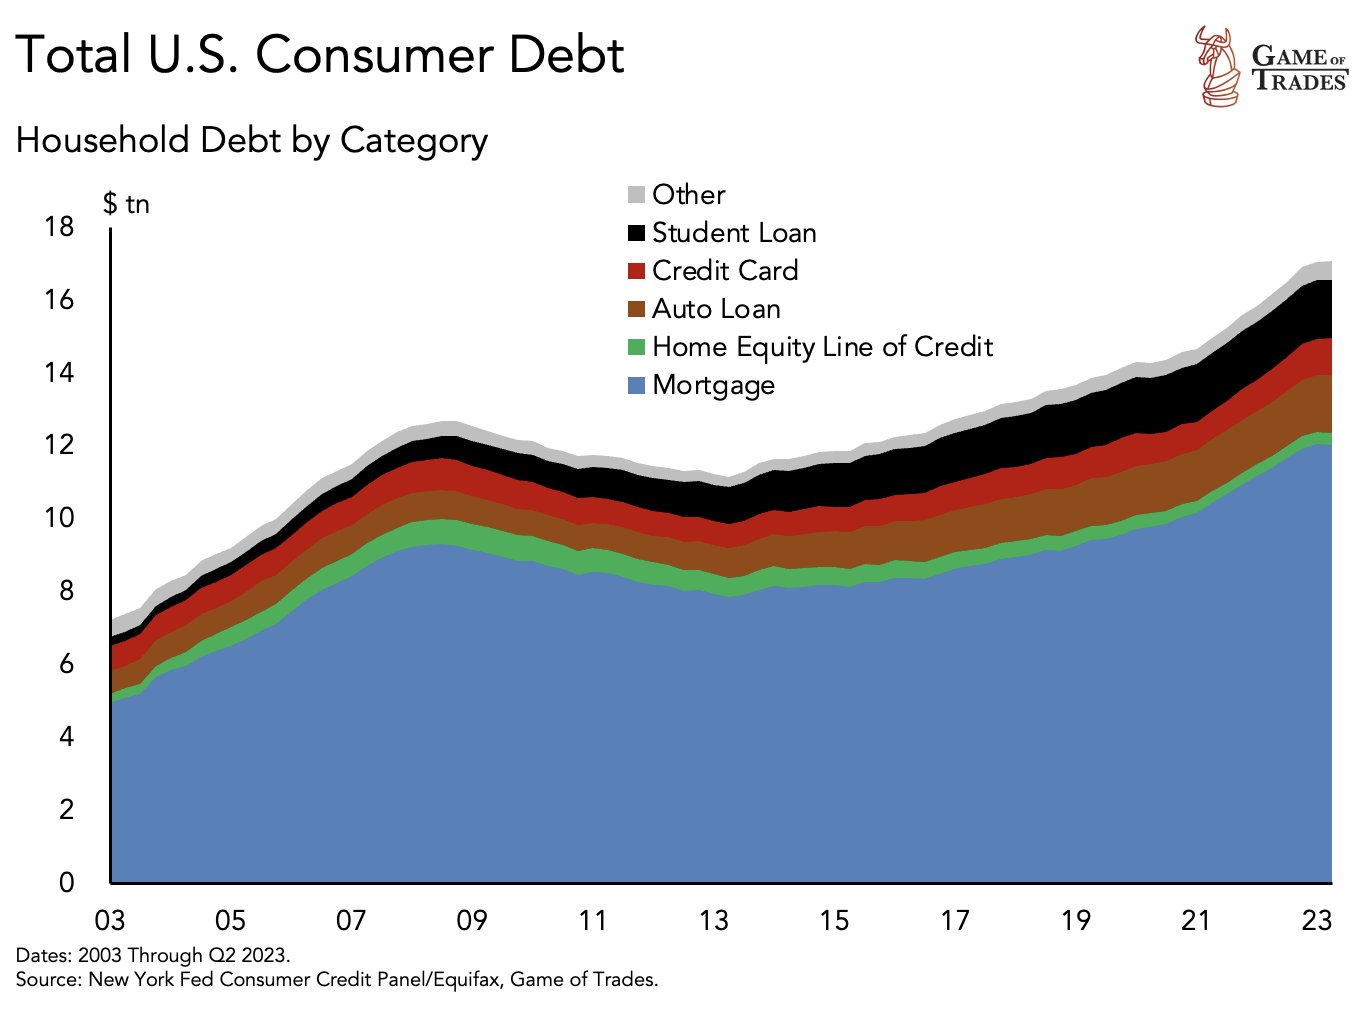 Total U.S. Consumer Debt
GAME OF
TRADES
Household Debt by Category
$ tn
Other
Student Loan
Credit Card
Auto Loan
Home Equity Line of Credit
Mortgage
18
16
14
12
10
8
6
4
2
0
03 05 07 09 11 13 15 17 19 21 23
Dates: 2003 Through Q2 2023.
Source: New York Fed Consumer Credit Panel/Equifax, Game of Trades.